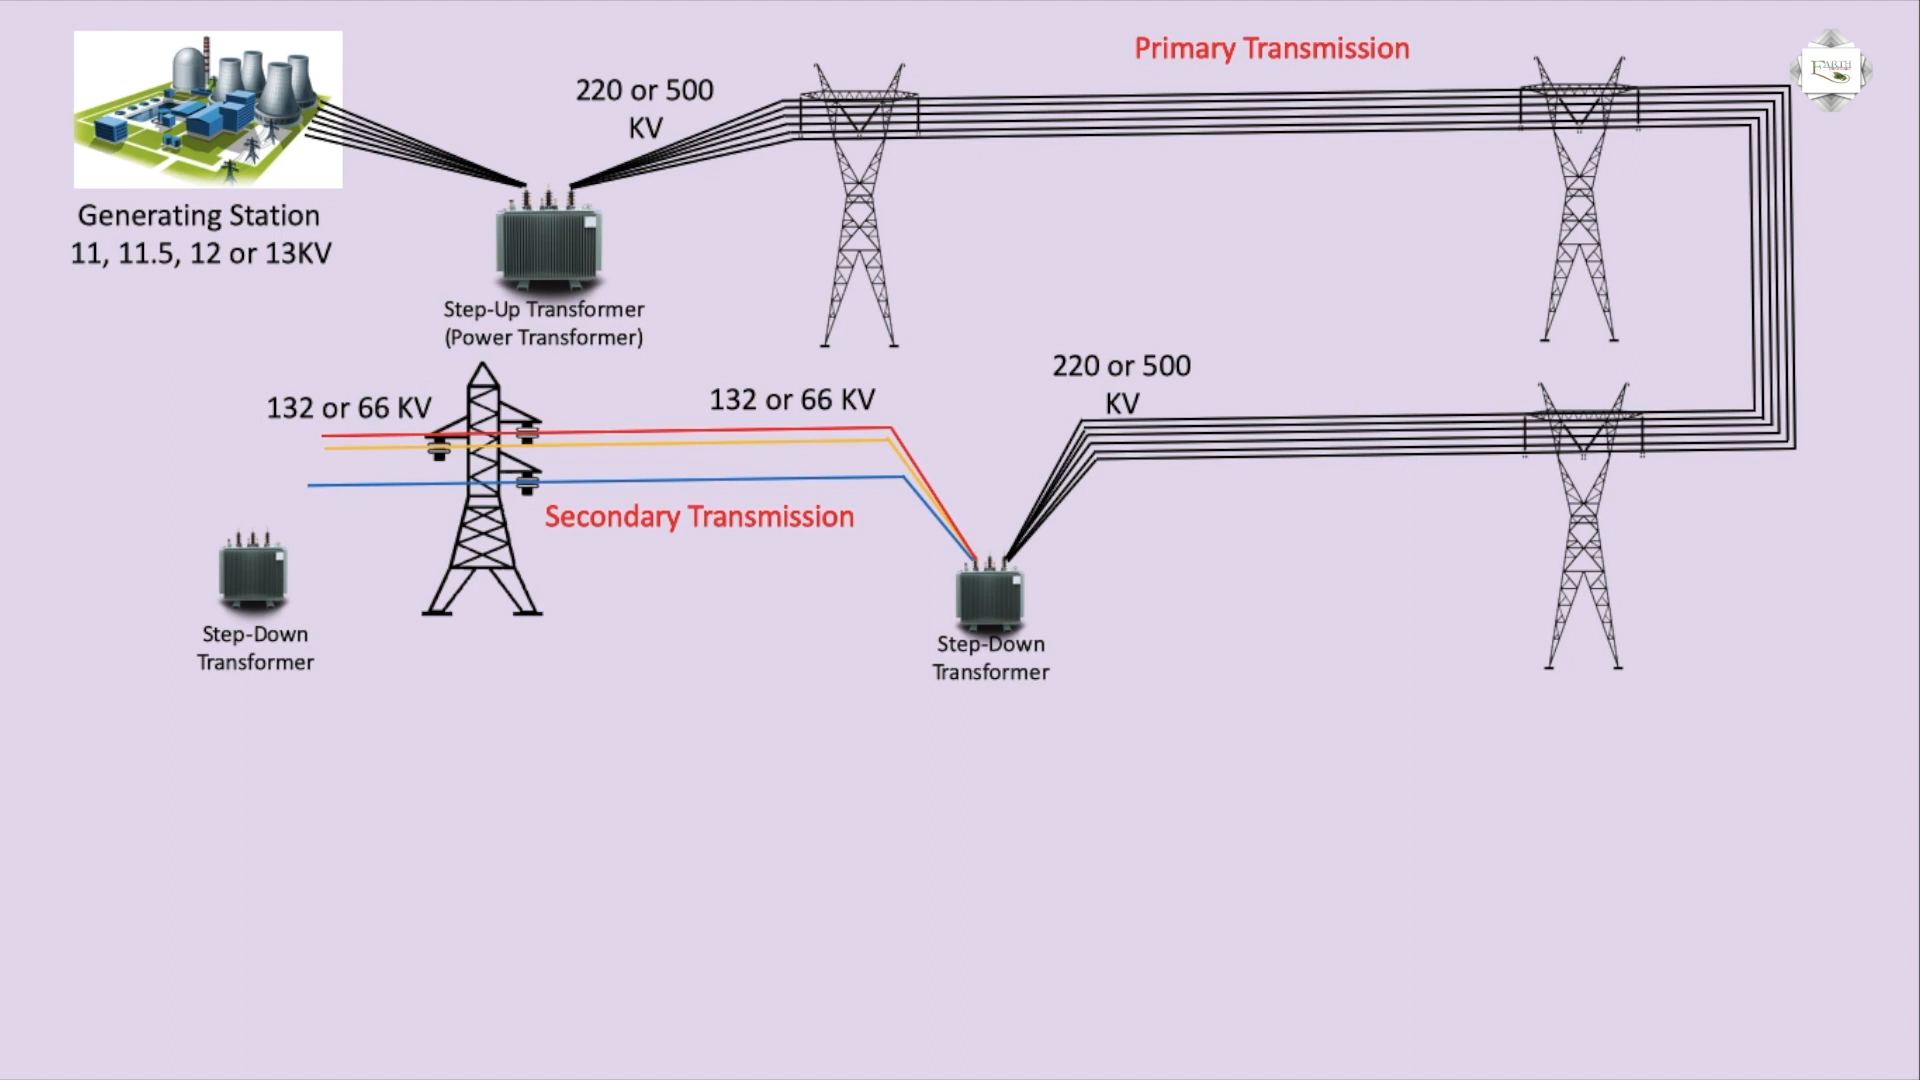 Primary Transmission
EARTH
220 or 500
KV
Generating Station
11, 11.5, 12 or 13KV
Step-Up Transformer
(Power Transformer)
220 or 500
KV
132 or 66 KV
132 or 66 KV
Secondary Transmission
Step-Down
Transformer
Step-Down
Transformer